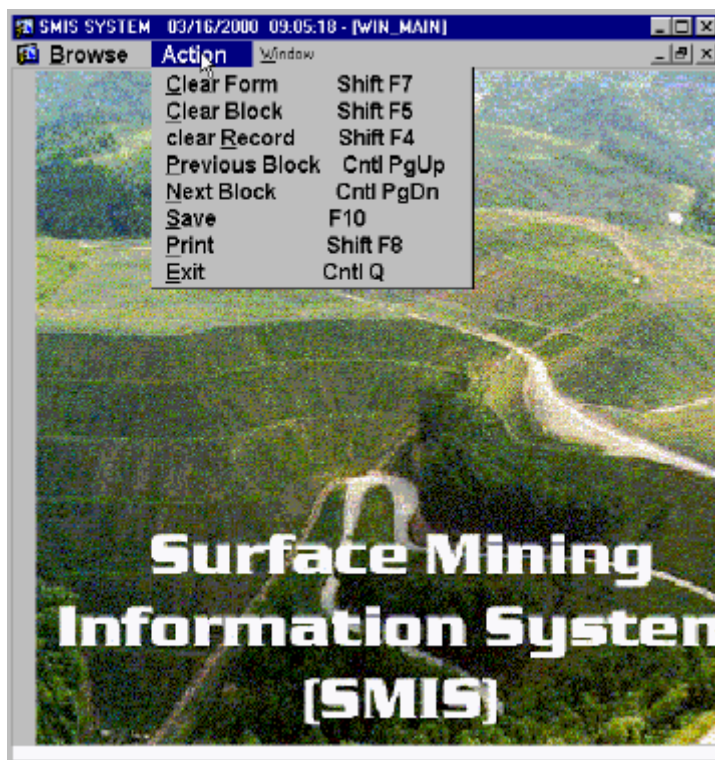 SMIS SYSTEM 03/16/2000 09:05:18 - [WIN_MAIN]
Browse Action Window
Clear Form Shift F7
Clear Block Shift F5
clear Record Shift F4
Previous Block Cntl PgUp
Next Block Cntl PgDn
Save F10
Print Shift F8
Exit Cntl Q
Surface Mining
Information System
(SMIS)